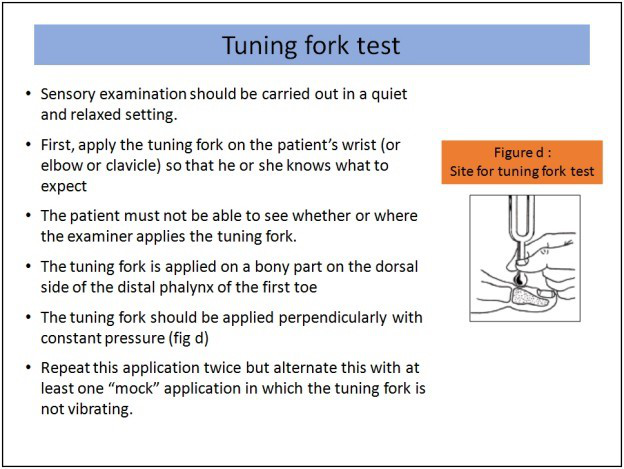 Tuning fork test
• Sensory examination should be carried out in a quiet
and relaxed setting.
• First, apply the tuning fork on the patient's wrist (or
elbow or clavicle) so that he or she knows what to
expect
• The patient must not be able to see whether or where
the examiner applies the tuning fork.
• The tuning fork is applied on a bony part on the dorsal
side of the distal phalynx of the first toe
• The tuning fork should be applied perpendicularly with
constant pressure (fig d)
• Repeat this application twice but alternate this with at
least one “mock” application in which the tuning fork is
not vibrating.
Figure d :
Site for tuning fork test